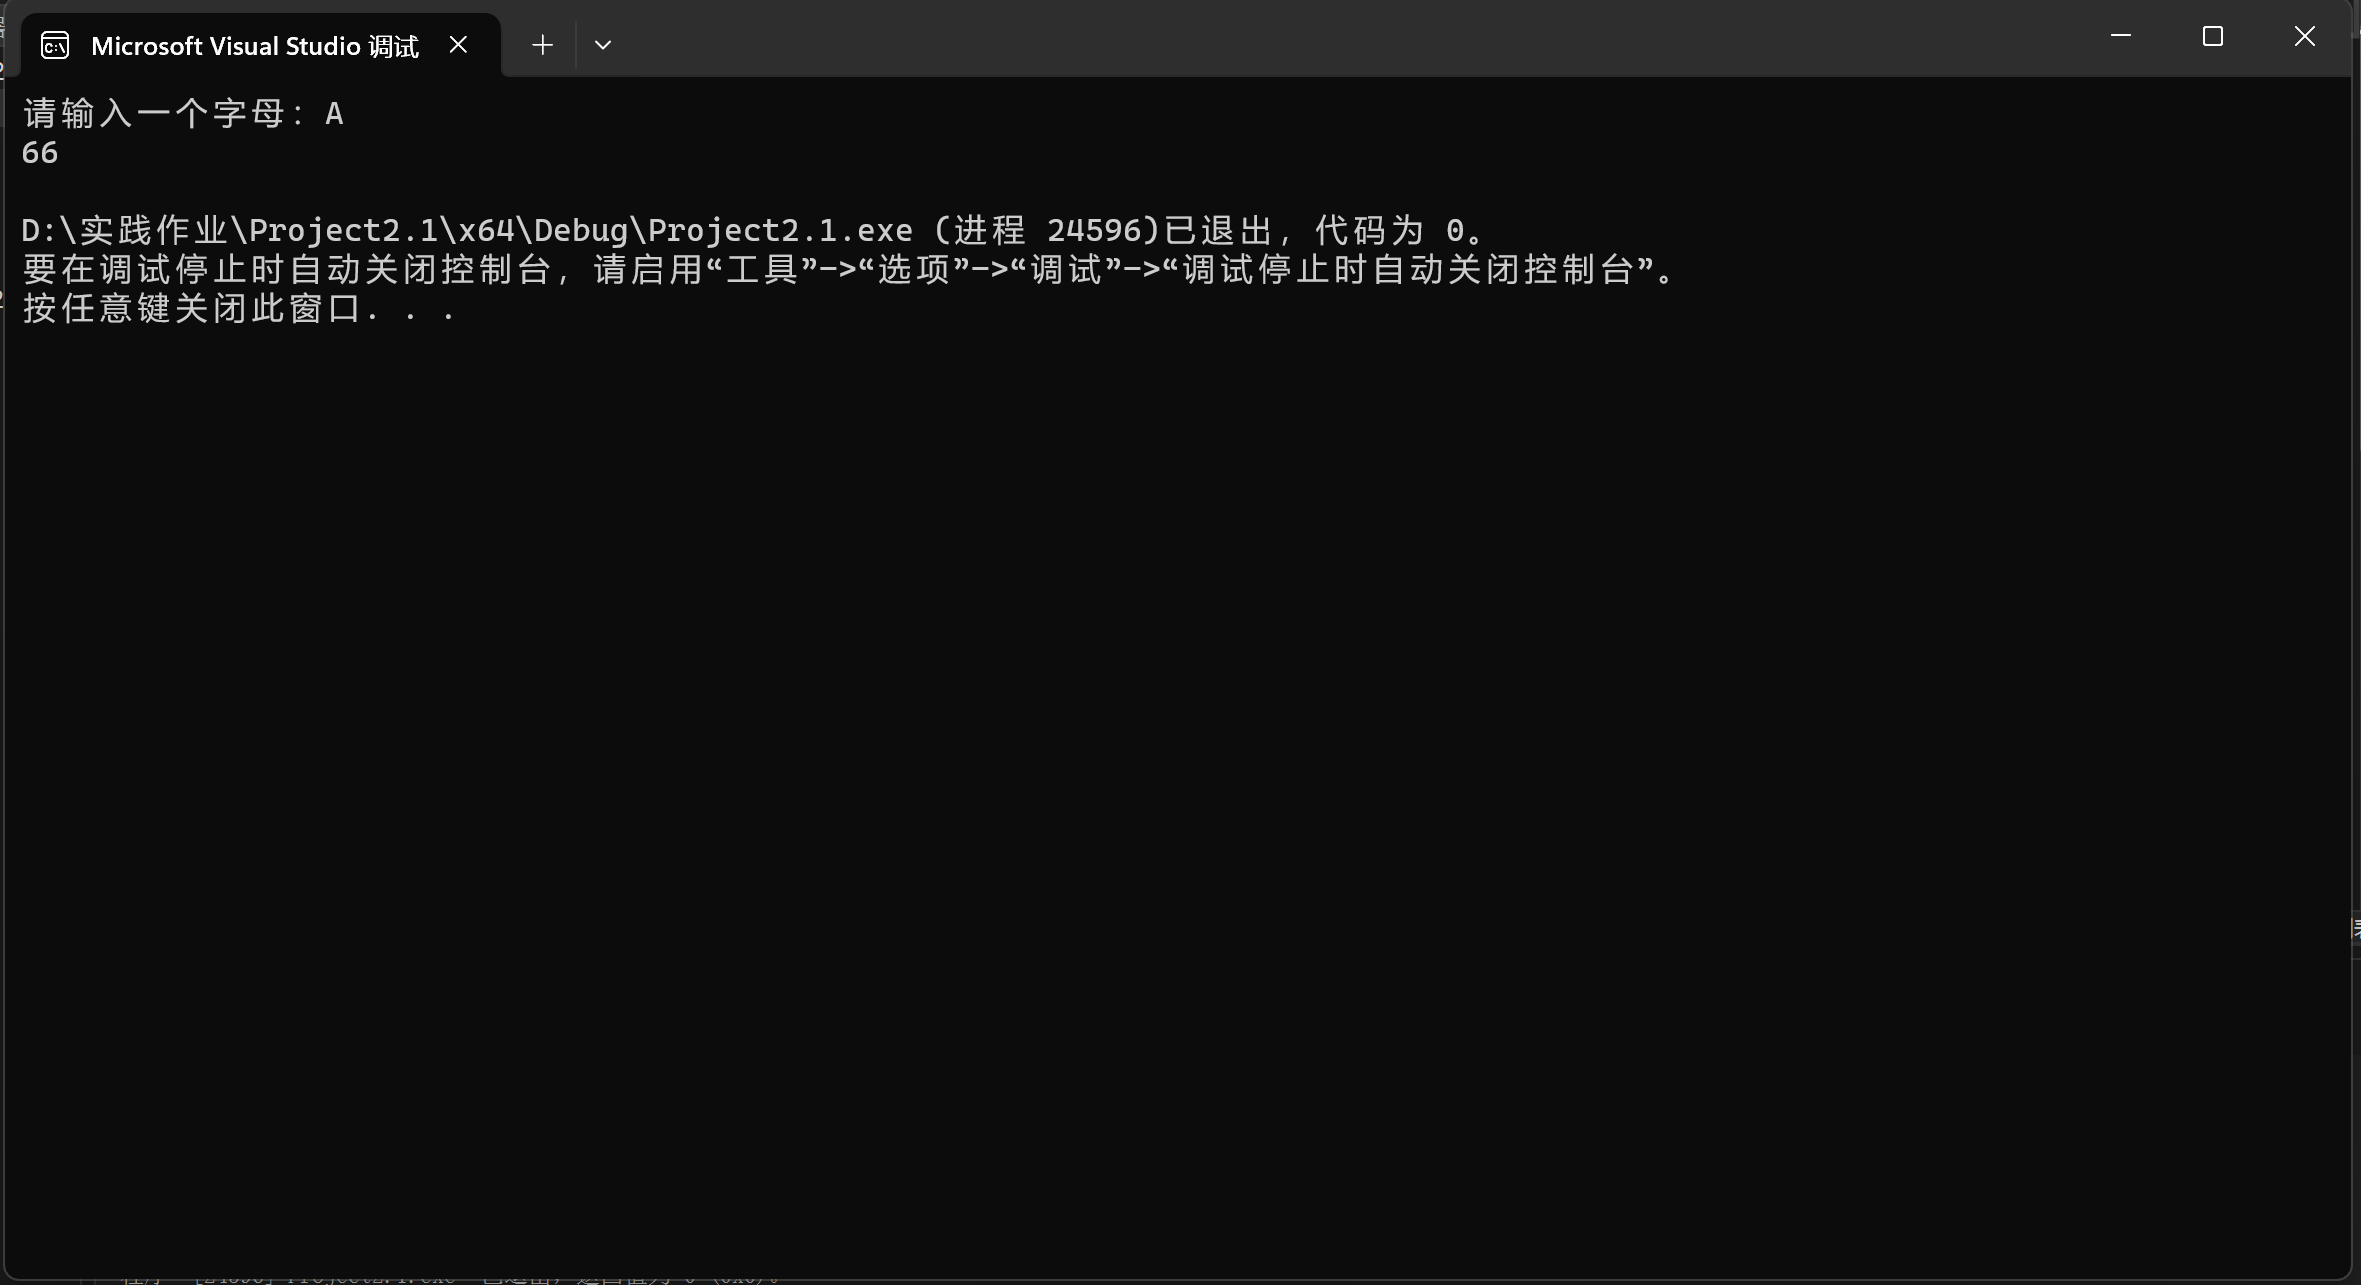 Microsoft Visual Studio 调试
请输入一个字母: A
66
D:\实践作业\Project2.1\x64\Debug\Project2.1.exe (进程 24596)已退出，代码为 0。
要在调试停止时自动关闭控制台，请启用“工具”->“选项”->“调试”->“调试停止时自动关闭控制台”。
按任意键关闭此窗口. . .